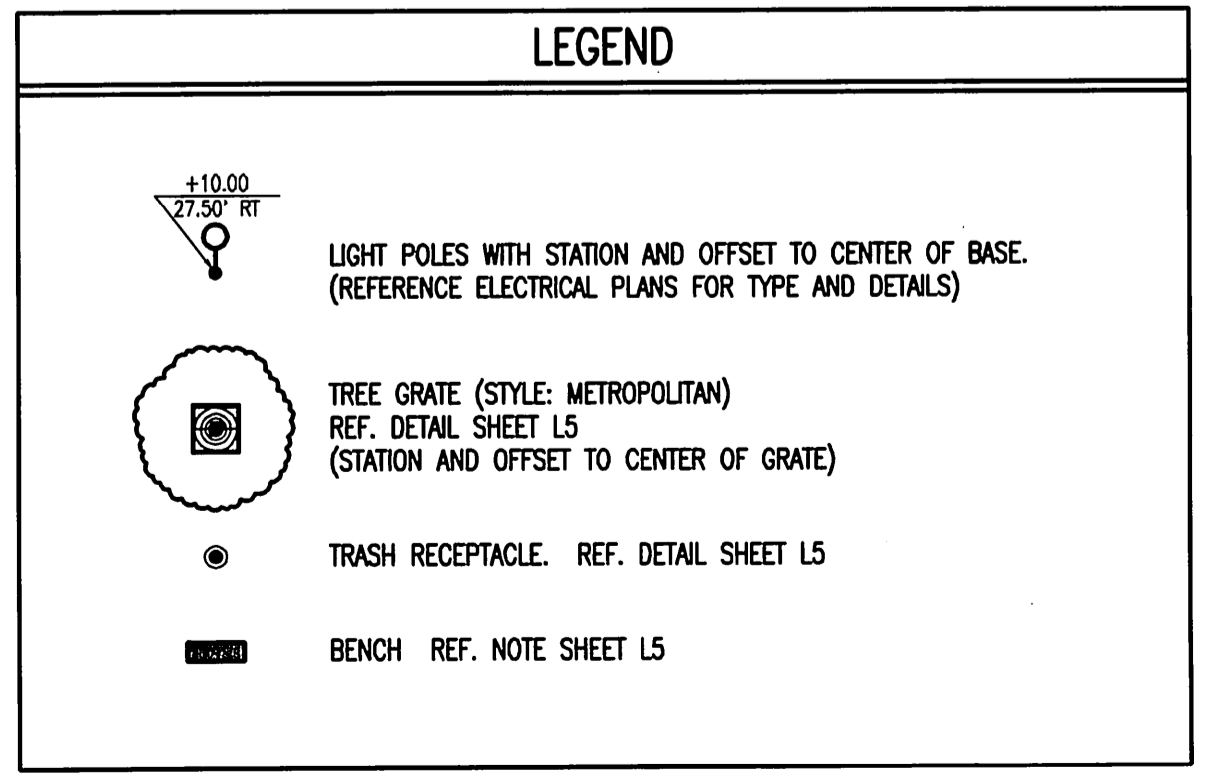 LEGEND
+10.00
27.50' RT
LIGHT POLES WITH STATION AND OFFSET TO CENTER OF BASE.
(REFERENCE ELECTRICAL PLANS FOR TYPE AND DETAILS)
TREE GRATE (STYLE: METROPOLITAN)
REF. DETAIL SHEET L5
(STATION AND OFFSET TO CENTER OF GRATE)
TRASH RECEPTACLE. REF. DETAIL SHEET L5
BENCH REF. NOTE SHEET L5